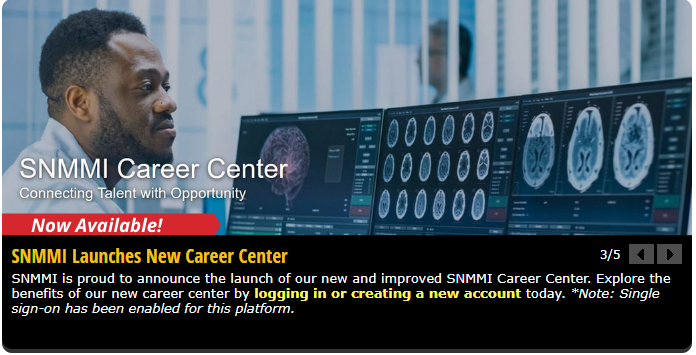 SNMMI Career Center
Connecting Talent with Opportunity
Now Available!
SNMMI Launches New Career Center
3/5
SNMMI is proud to announce the launch of our new and improved SNMMI Career Center. Explore the
benefits of our new career center by logging in or creating a new account today. *Note: Single
sign-on has been enabled for this platform.